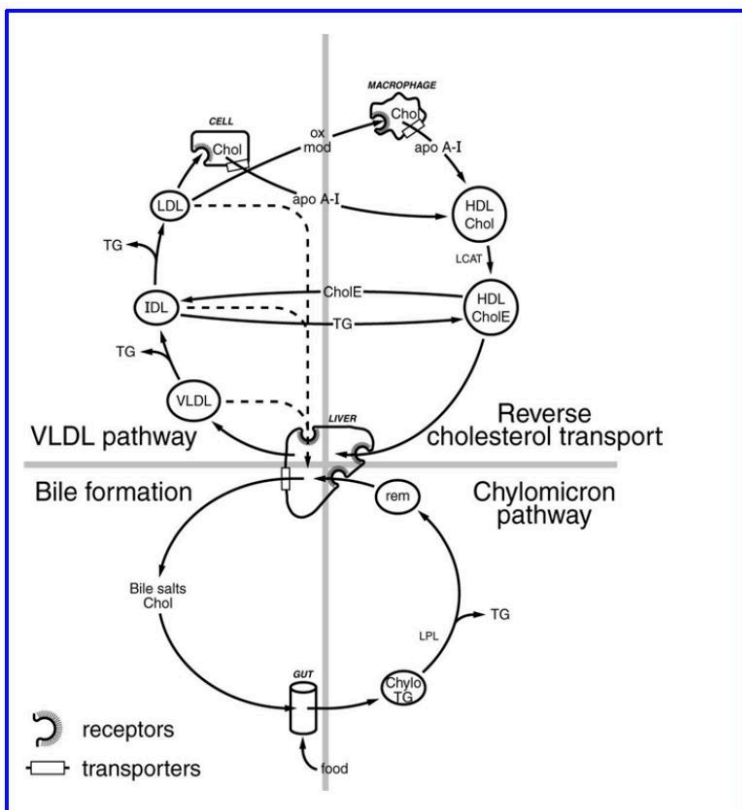 MACROPHAGE
Chol
CELL
Chol
ox
mod
apo A-I
LDL
apo A-I
HDL
Chol
TG
LCAT
CholE
IDL
HDL
CholE
TG
TG
VLDL
LIVER
VLDL pathway
Reverse
cholesterol transport
Bile formation
rem
Chylomicron
pathway
Bile salts
Chol
TG
LPL
GUT
Chylo
TG
receptors
transporters
food